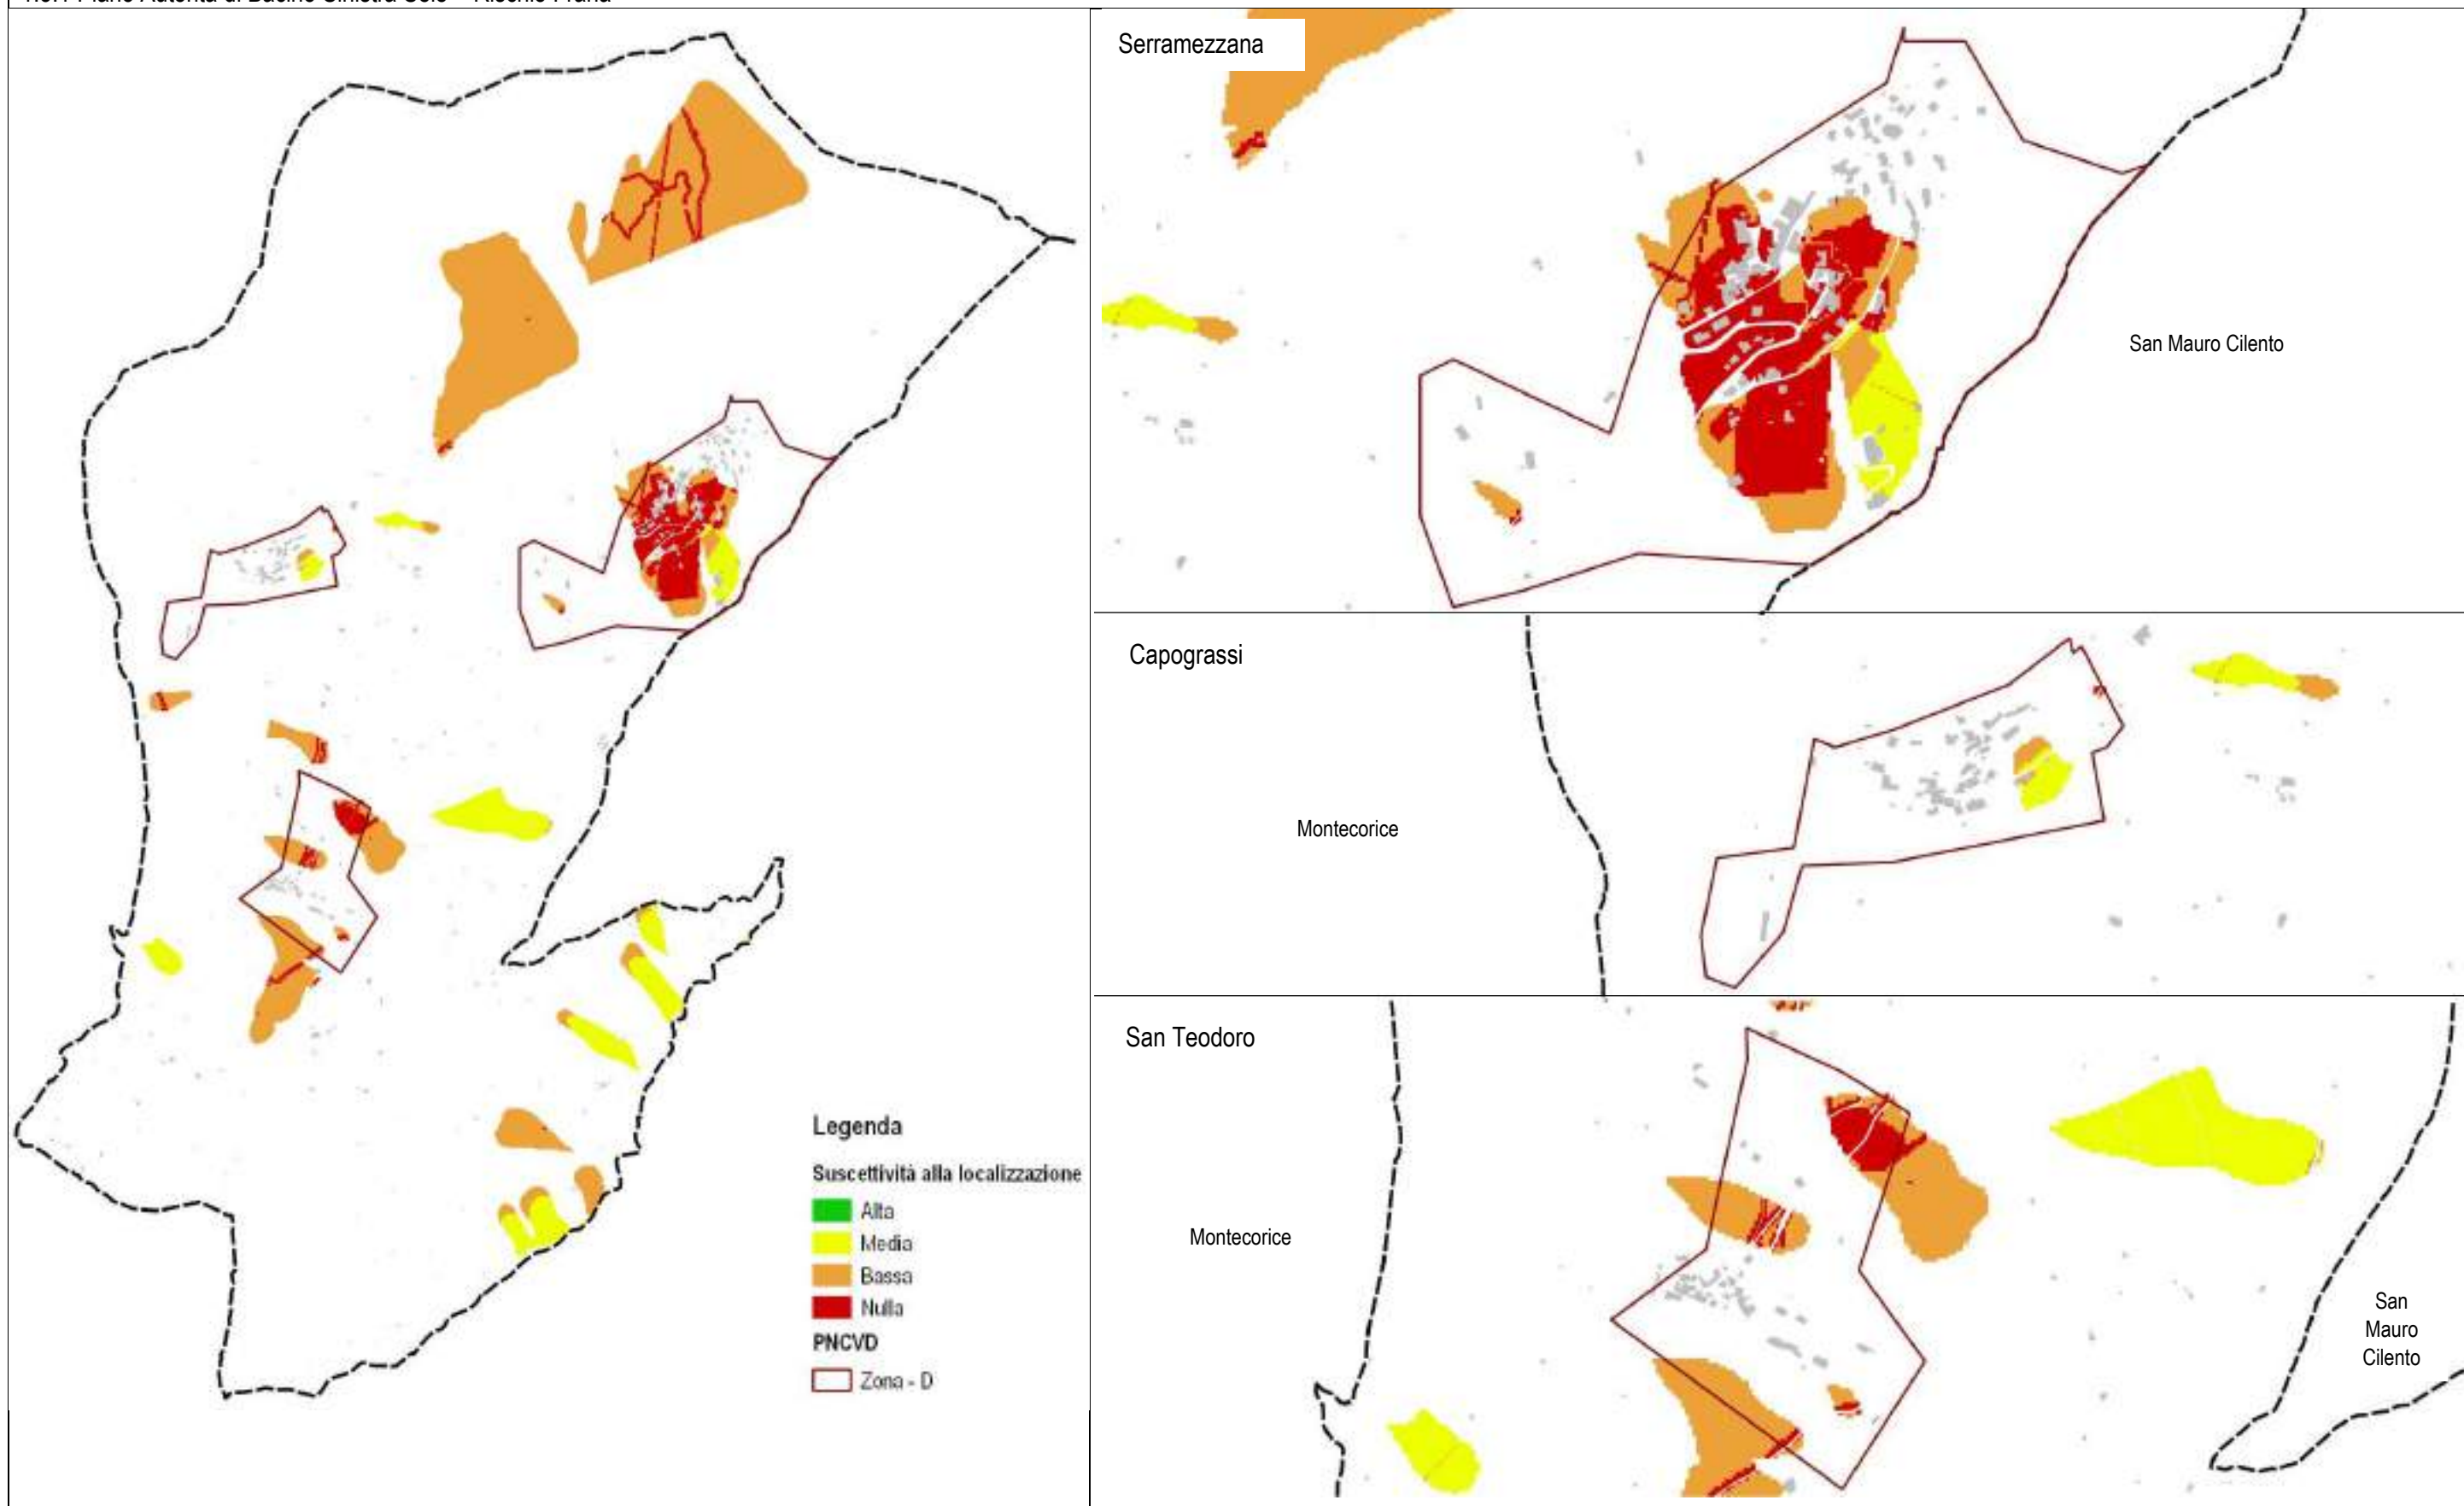 Serramezzana
San Mauro Cilento
Capograssi
Montecorice
San Teodoro
Montecorice
San
Mauro
Cilento
Legenda
Suscettività alla localizzazione
Alta
Media
Bassa
Nulla
PNCVD
Zona - D